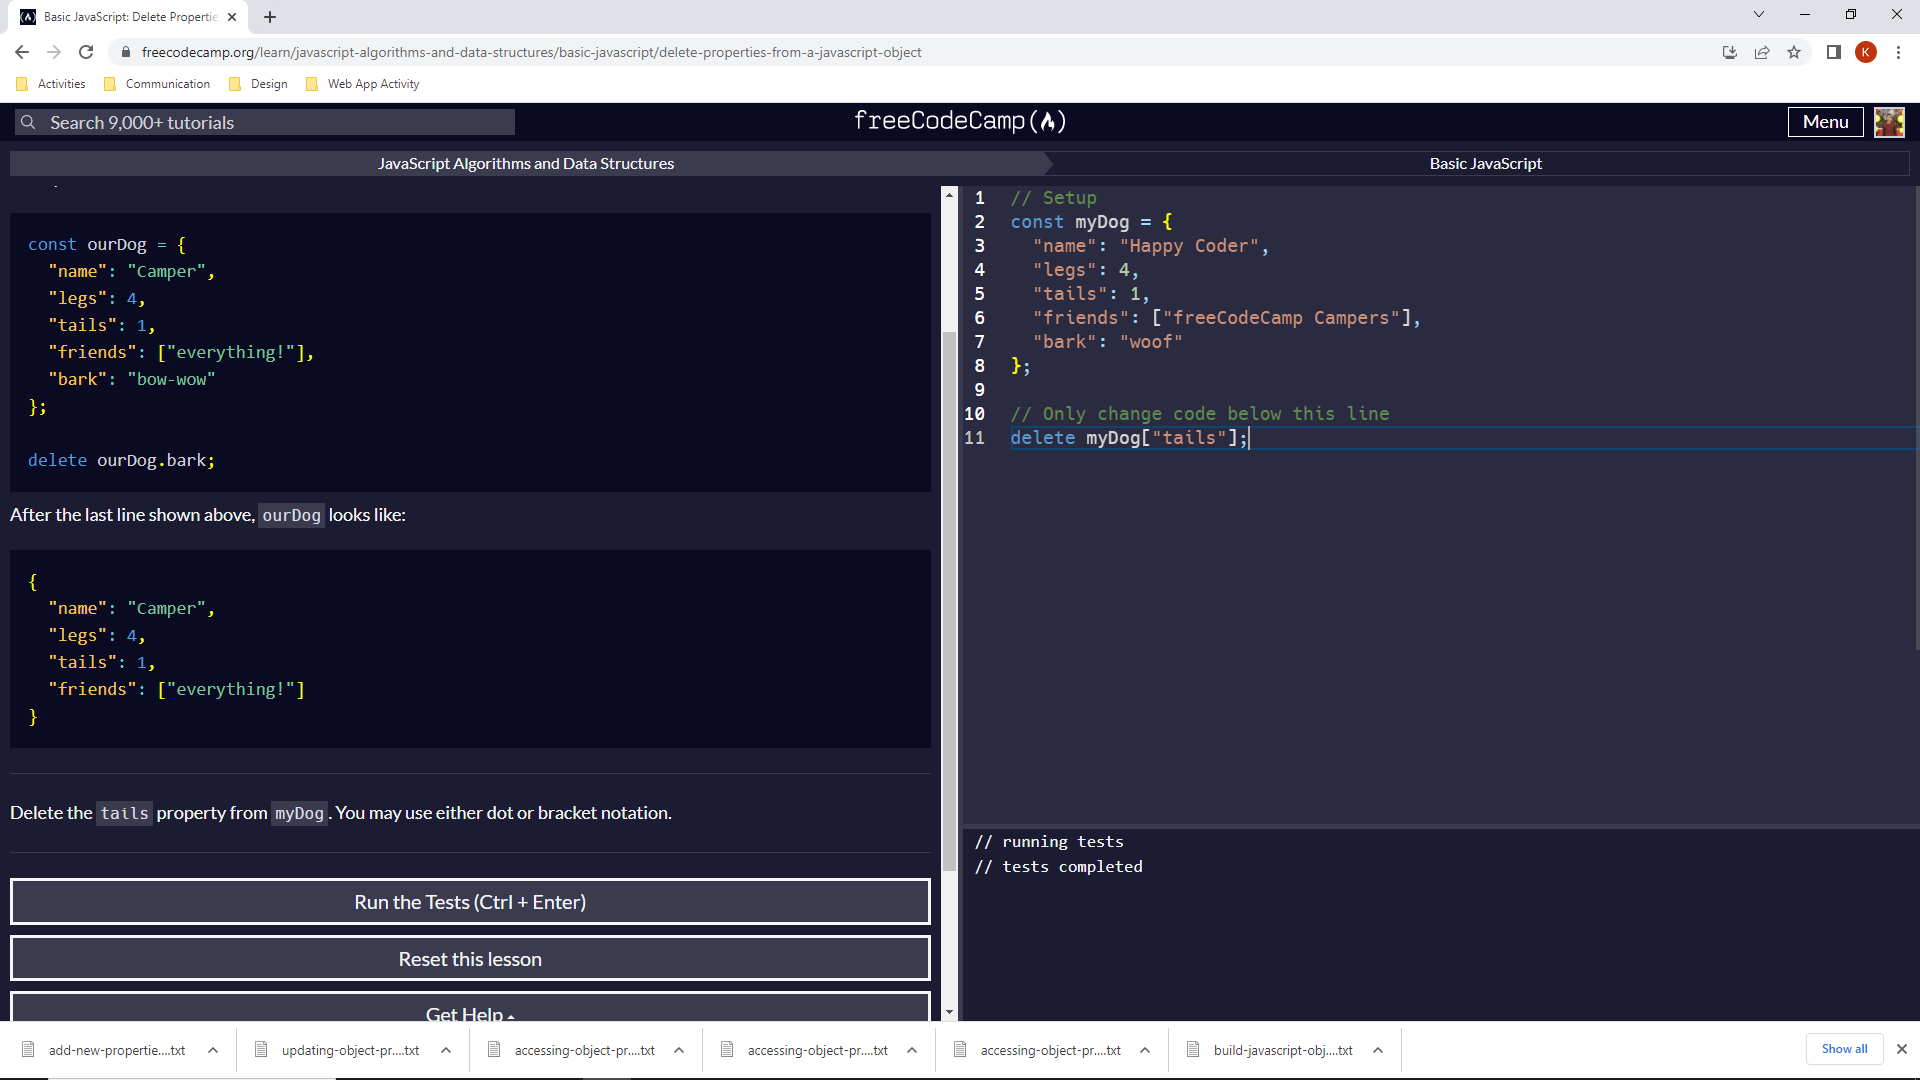 Basic JavaScript: Delete Propertie
freecodecamp.org/learn/javascript-algorithms-and-data-structures/basic-javascript/delete-properties-from-a-javascript-object
K
Activities
Communication
Design
Web App Activity
Search 9,000+ tutorials
freeCodeCamp
Menu
JavaScript Algorithms and Data Structures
Basic JavaScript
const ourDog = {
"name": "Camper",
"legs": 4,
"tails": 1,
"friends": ["everything!"],
"bark": "bow-wow"
};
delete ourDog.bark;
After the last line shown above, ourDog looks like:
{
"name": "Camper",
"legs": 4,
"tails": 1,
"friends": ["everything!"]
}
Delete the tails property from myDog. You may use either dot or bracket notation.
Run the Tests (Ctrl + Enter)
Reset this lesson
Get Help
1 // Setup
2 const myDog = {
3 "name": "Happy Coder",
4 "legs": 4,
5 "tails": 1,
6 "friends": ["freeCodeCamp Campers"],
7 "bark": "woof"
8 };
9
10 // Only change code below this line
11 delete myDog["tails"];
// running tests
// tests completed
add-new-propertie....txt
updating-object-pr....txt
accessing-object-pr....txt
accessing-object-pr....txt
accessing-object-pr....txt
build-javascript-obj....txt
Show all